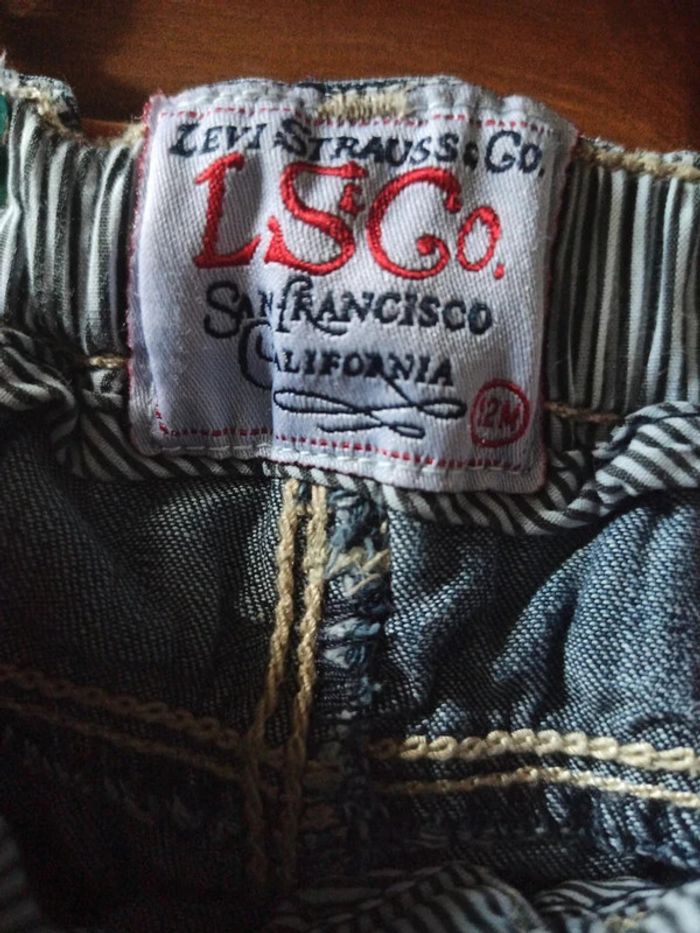 LEVI STRAUSS & CO.
LS&CO.
SAN FRANCISCO
CALIFORNIA
12M